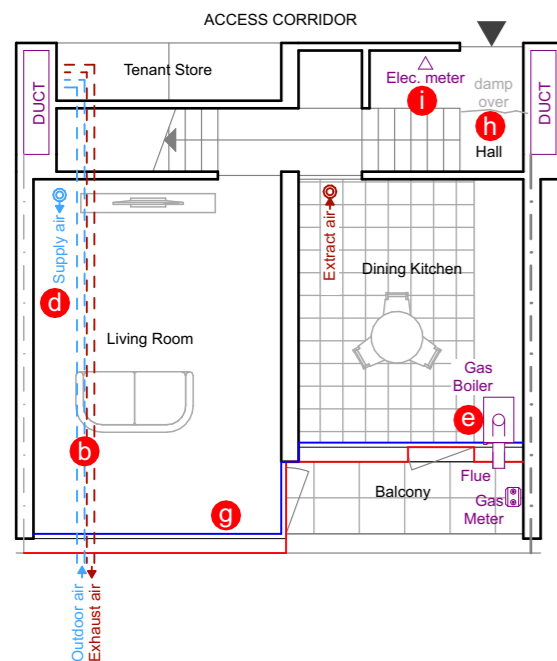 ACCESS CORRIDOR
Tenant Store
DUCT
Elec. meter
i
damp
over
h
Hall
DUCT
Supply air
Extract air
d
Dining Kitchen
Living Room
Gas
Boiler
e
b
Flue
Balcony
Gas
Meter
g
Outdoor air
Exhaust air